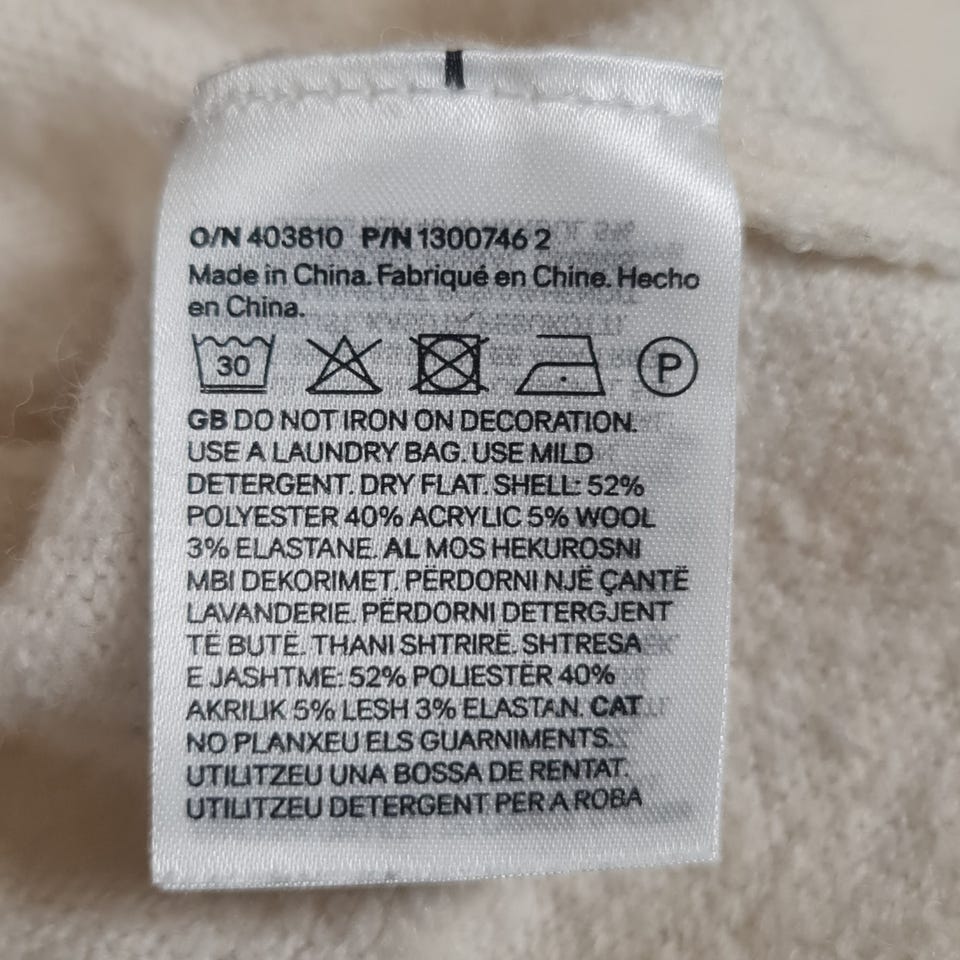 O/N 403810 P/N 1300746 2
Made in China. Fabriqué en Chine. Hecho
en China.
30
P
GB DO NOT IRON ON DECORATION.
USE A LAUNDRY BAG. USE MILD
DETERGENT. DRY FLAT. SHELL: 52%
POLYESTER 40% ACRYLIC 5% WOOL
3% ELASTANE. AL MOS HEKUROSNI
MBI DEKORIMET. PËRDORNI NJË ÇANTË
LAVANDERIE. PËRDORNI DETERGJENT
TË BUTË. THANI SHTRIRË. SHTRESA
E JASHTME: 52% POLIESTËR 40%
AKRILIK 5% LESH 3% ELASTAN. CAT
NO PLANXEU ELS GUARNIMENTS.
UTILITZEU UNA BOSSA DE RENTAT.
UTILITZEU DETERGENT PER A ROBA